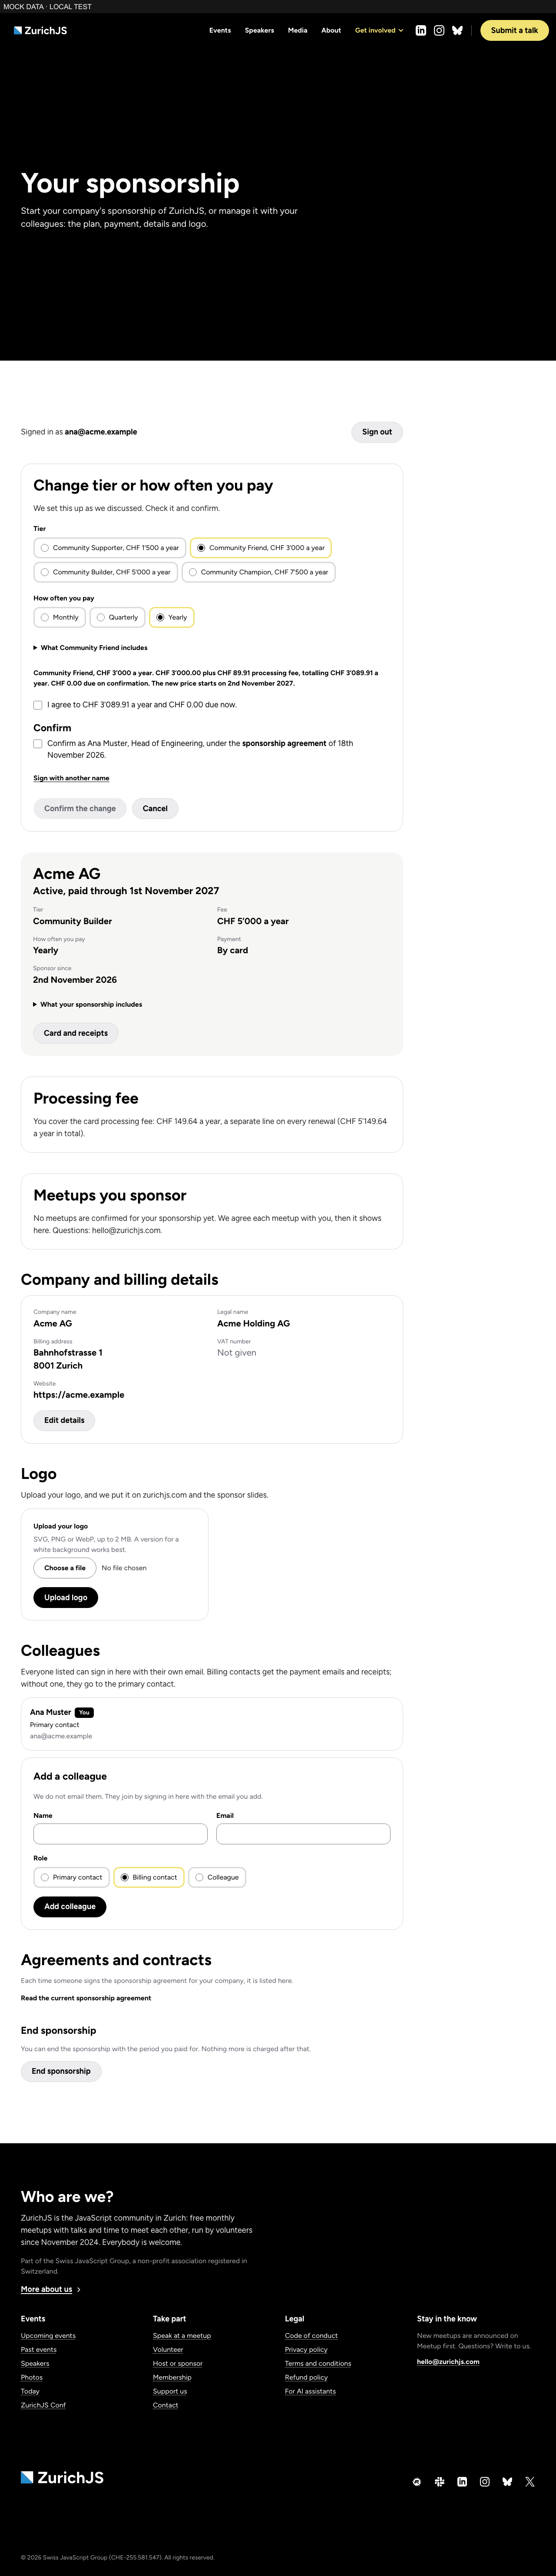 MOCK DATA · LOCAL TEST
ZurichJS
Events
Speakers
Media
About
Get involved
Submit a talk
Your sponsorship
Start your company's sponsorship of ZurichJS, or manage it with your
colleagues: the plan, payment, details and logo.
Signed in as ana@acme.example
Sign out
Change tier or how often you pay
We set this up as we discussed. Check it and confirm.
Tier
Community Supporter, CHF 1'500 a year
Community Friend, CHF 3'000 a year
Community Builder, CHF 5'000 a year
Community Champion, CHF 7'500 a year
How often you pay
Monthly
Quarterly
Yearly
What Community Friend includes
Community Friend, CHF 3'000 a year. CHF 3'000.00 plus CHF 89.91 processing fee, totalling CHF 3'089.91 a
year. CHF 0.00 due on confirmation. The new price starts on 2nd November 2027.
I agree to CHF 3'089.91 a year and CHF 0.00 due now.
Confirm
Confirm as Ana Muster, Head of Engineering, under the sponsorship agreement of 18th
November 2026.
Sign with another name
Confirm the change
Cancel
Acme AG
Active, paid through 1st November 2027
Tier
Community Builder
Fee
CHF 5'000 a year
How often you pay
Yearly
Payment
By card
Sponsor since
2nd November 2026
What your sponsorship includes
Card and receipts
Processing fee
You cover the card processing fee: CHF 149.64 a year, a separate line on every renewal (CHF 5'149.64
a year in total).
Meetups you sponsor
No meetups are confirmed for your sponsorship yet. We agree each meetup with you, then it shows
here. Questions: hello@zurichjs.com.
Company and billing details
Company name
Acme AG
Legal name
Acme Holding AG
Billing address
Bahnhofstrasse 1
8001 Zurich
VAT number
Not given
Website
https://acme.example
Edit details
Logo
Upload your logo, and we put it on zurichjs.com and the sponsor slides.
Upload your logo
SVG, PNG or WebP, up to 2 MB. A version for a
white background works best.
Choose a file
No file chosen
Upload logo
Colleagues
Everyone listed can sign in here with their own email. Billing contacts get the payment emails and receipts;
without one, they go to the primary contact.
Ana Muster You
Primary contact
ana@acme.example
Add a colleague
We do not email them. They join by signing in here with the email you add.
Name
Email
Role
Primary contact
Billing contact
Colleague
Add colleague
Agreements and contracts
Each time someone signs the sponsorship agreement for your company, it is listed here.
Read the current sponsorship agreement
End sponsorship
You can end the sponsorship with the period you paid for. Nothing more is charged after that.
End sponsorship
Who are we?
ZurichJS is the JavaScript community in Zurich: free monthly
meetups with talks and time to meet each other, run by volunteers
since November 2024. Everybody is welcome.
Part of the Swiss JavaScript Group, a non-profit association registered in
Switzerland.
More about us
Events
Upcoming events
Past events
Speakers
Photos
Today
ZurichJS Conf
Take part
Speak at a meetup
Volunteer
Host or sponsor
Membership
Support us
Contact
Legal
Code of conduct
Privacy policy
Terms and conditions
Refund policy
For AI assistants
Stay in the know
New meetups are announced on
Meetup first. Questions? Write to us.
hello@zurichjs.com
ZurichJS
© 2026 Swiss JavaScript Group (CHE-255.581.547). All rights reserved.